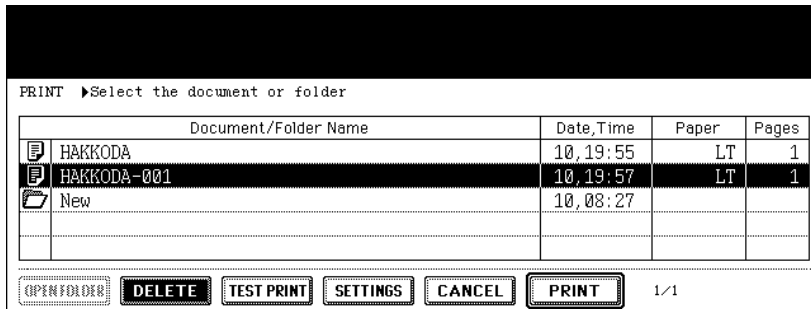 PRINT ▶Select the document or folder
Document/Folder Name Date,Time Paper Pages
HAKKODA 10,19:55 LT 1
HAKKODA-001 10,19:57 LT 1
New 10,08:27
OPEN FOLDER DELETE TEST PRINT SETTINGS CANCEL PRINT 1/1